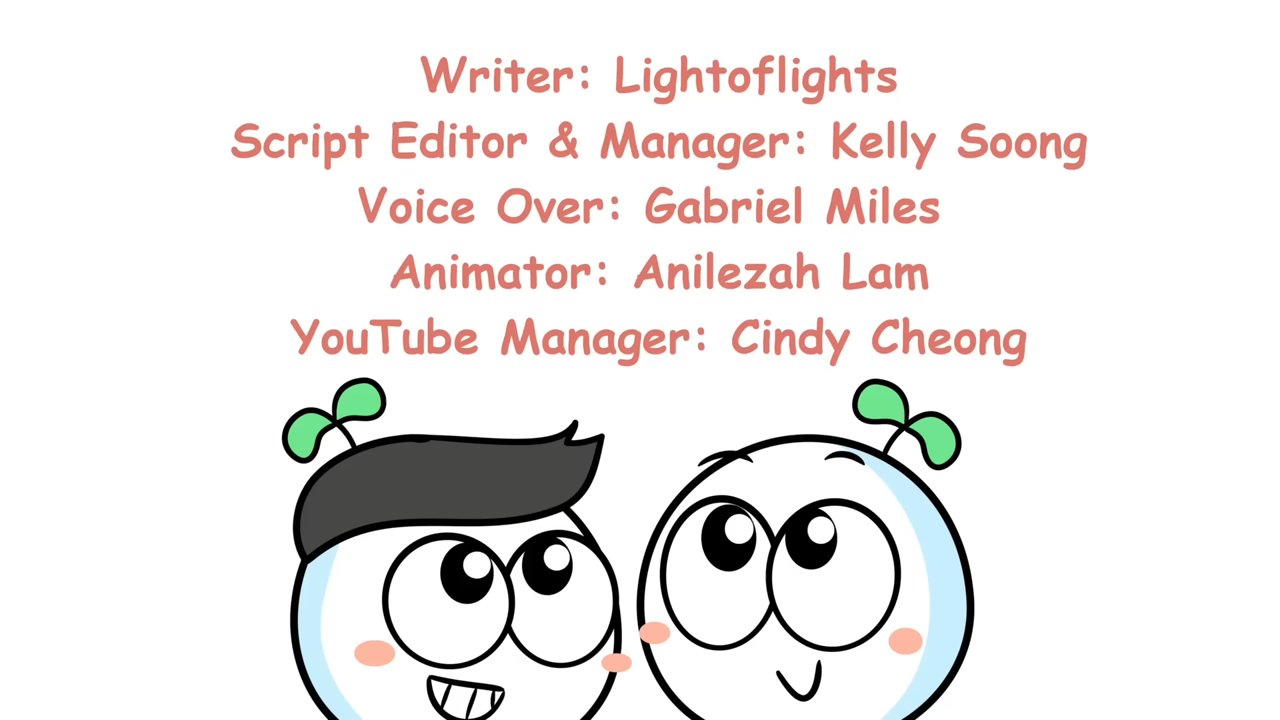 Writer: Lightoflights
Script Editor & Manager: Kelly Soong
Voice Over: Gabriel Miles
Animator: Anilezah Lam
YouTube Manager: Cindy Cheong